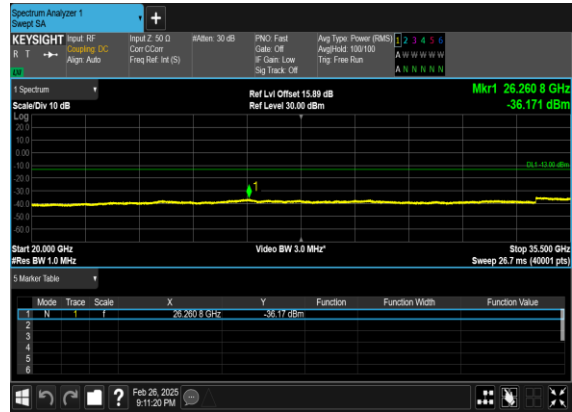 Spectrum Analyzer 1
Swept SA
+
KEYSIGHT Input: RF Input Z: 50 Ω #Atten: 30 dB PNO: Fast Avg Type: Power (RMS) 1 2 3 4 5 6
R T Coupling: DC Corr CCorr Gate: Off Avg|Hold: 100/100 A W W W W W
Align: Auto Freq Ref: Int (S) IF Gain: Low Trig: Free Run
Sig Track: Off A N N N N N
1 Spectrum Ref Lvl Offset 15.89 dB Mkr1 26.260 8 GHz
Scale/Div 10 dB Ref Level 30.00 dBm -36.171 dBm
Log
20.0
10.0
0.00
-10.0
DL1 -13.00 dBm
-20.0
-30.0
1
-40.0
-50.0
-60.0
Start 20.000 GHz Video BW 3.0 MHz* Stop 35.500 GHz
#Res BW 1.0 MHz Sweep 26.7 ms (40001 pts)
5 Marker Table
Mode Trace Scale X Y Function Function Width Function Value
1 N 1 f 26.260 8 GHz -36.17 dBm
2
3
4
5
6
? Feb 26, 2025
9:11:20 PM